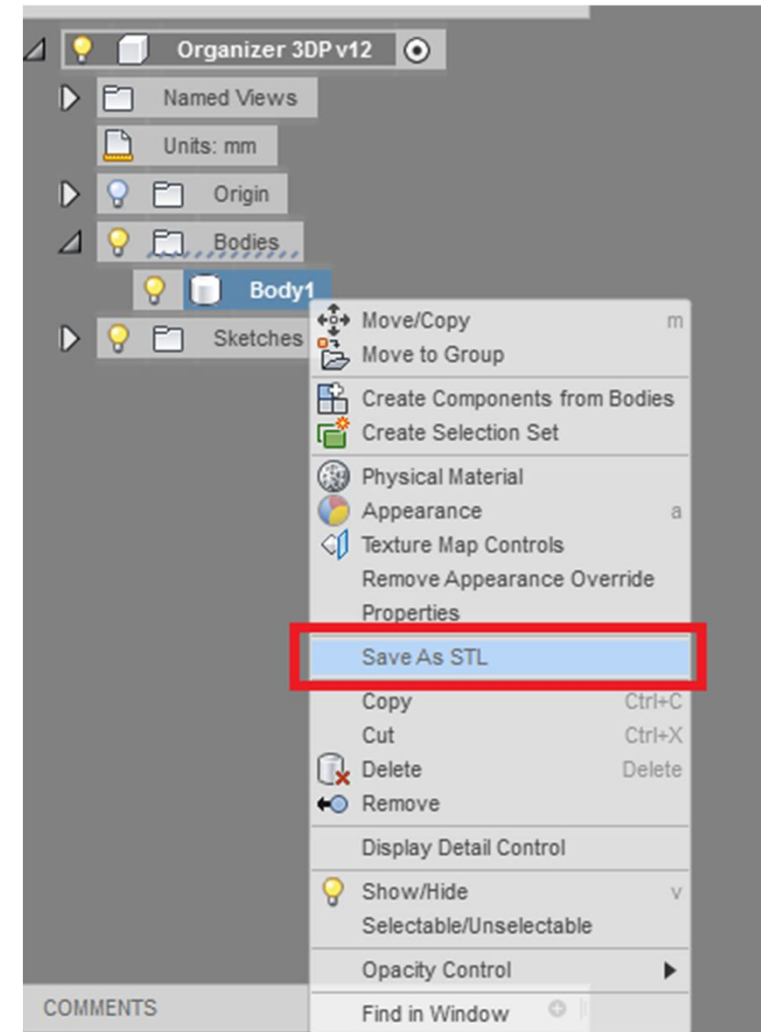 Organizer 3DP v12
Named Views
Units: mm
Origin
Bodies
Body1
Sketches
Move/Copy m
Move to Group
Create Components from Bodies
Create Selection Set
Physical Material
Appearance a
Texture Map Controls
Remove Appearance Override
Properties
Save As STL
Copy Ctrl+C
Cut Ctrl+X
Delete Delete
Remove
Display Detail Control
Show/Hide v
Selectable/Unselectable
Opacity Control
Find in Window
COMMENTS